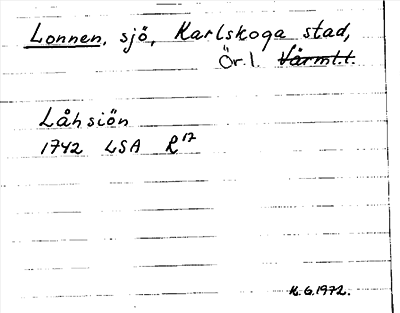 Lonnen, sjö, Karlskoga stad,
Ör. l. Värml. l.
Låhsiön
1742 LSA R17
K.G. 1972.